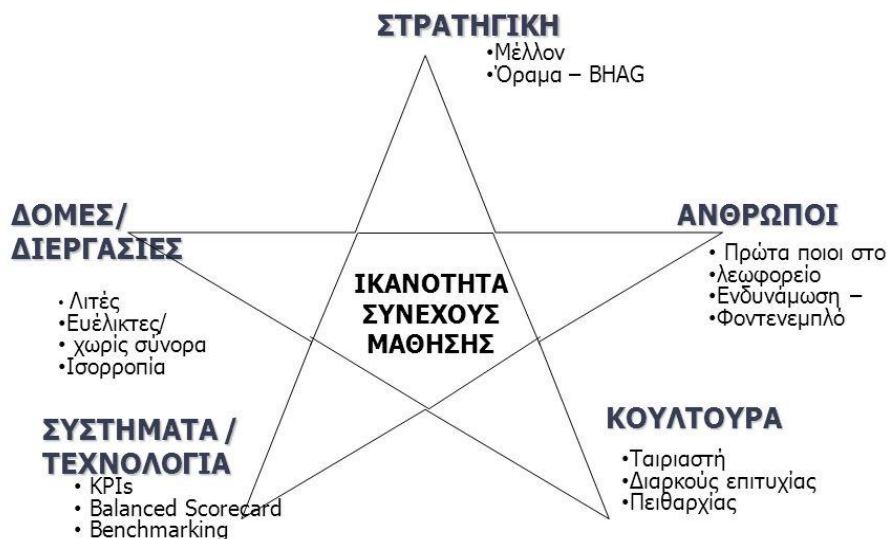 ΣΤΡΑΤΗΓΙΚΗ
•Μέλλον
•Όραμα – BHAG
ΔΟΜΕΣ/
ΔΙΕΡΓΑΣΙΕΣ
• Λιτές
•Ευέλικτες/
• χωρίς σύνορα
•Ισορροπία
ΑΝΘΡΩΠΟΙ
• Πρώτα ποιοι στο
•λεωφορείο
•Ενδυνάμωση –
•Φοντενεμπλό
ΙΚΑΝΟΤΗΤΑ
ΣΥΝΕΧΟΥΣ
ΜΑΘΗΣΗΣ
ΣΥΣΤΗΜΑΤΑ /
ΤΕΧΝΟΛΟΓΙΑ
• KPIs
• Balanced Scorecard
• Benchmarking
ΚΟΥΛΤΟΥΡΑ
•Ταιριαστή
•Διαρκούς επιτυχίας
•Πειθαρχίας